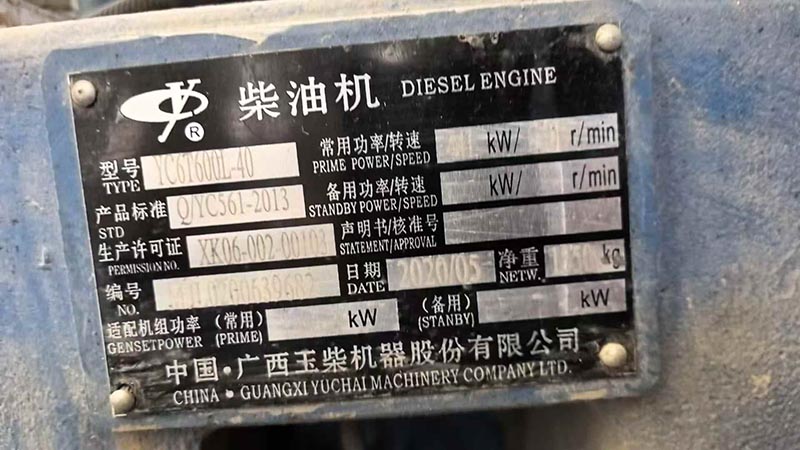 柴油机 DIESEL ENGINE
型号 YC6T600L-40 常用功率/转速 kW/ r/min
TYPE PRIME POWER/SPEED
产品标准 Q/YC561-2013 备用功率/转速 kW/ r/min
STD STANDBY POWER/SPEED
生产许可证 XK06-002-00102 声明书/核准号
PERMISSION NO. STATEMENT/APPROVAL
编号 日期 2020/05 净重 kg
NO. DATE NETW.
适配机组功率 (常用) kW (备用) kW
GENSETPOWER (PRIME) (STANBY)
中国·广西玉柴机器股份有限公司
CHINA·GUANGXI YUCHAI MACHINERY COMPANY LTD.